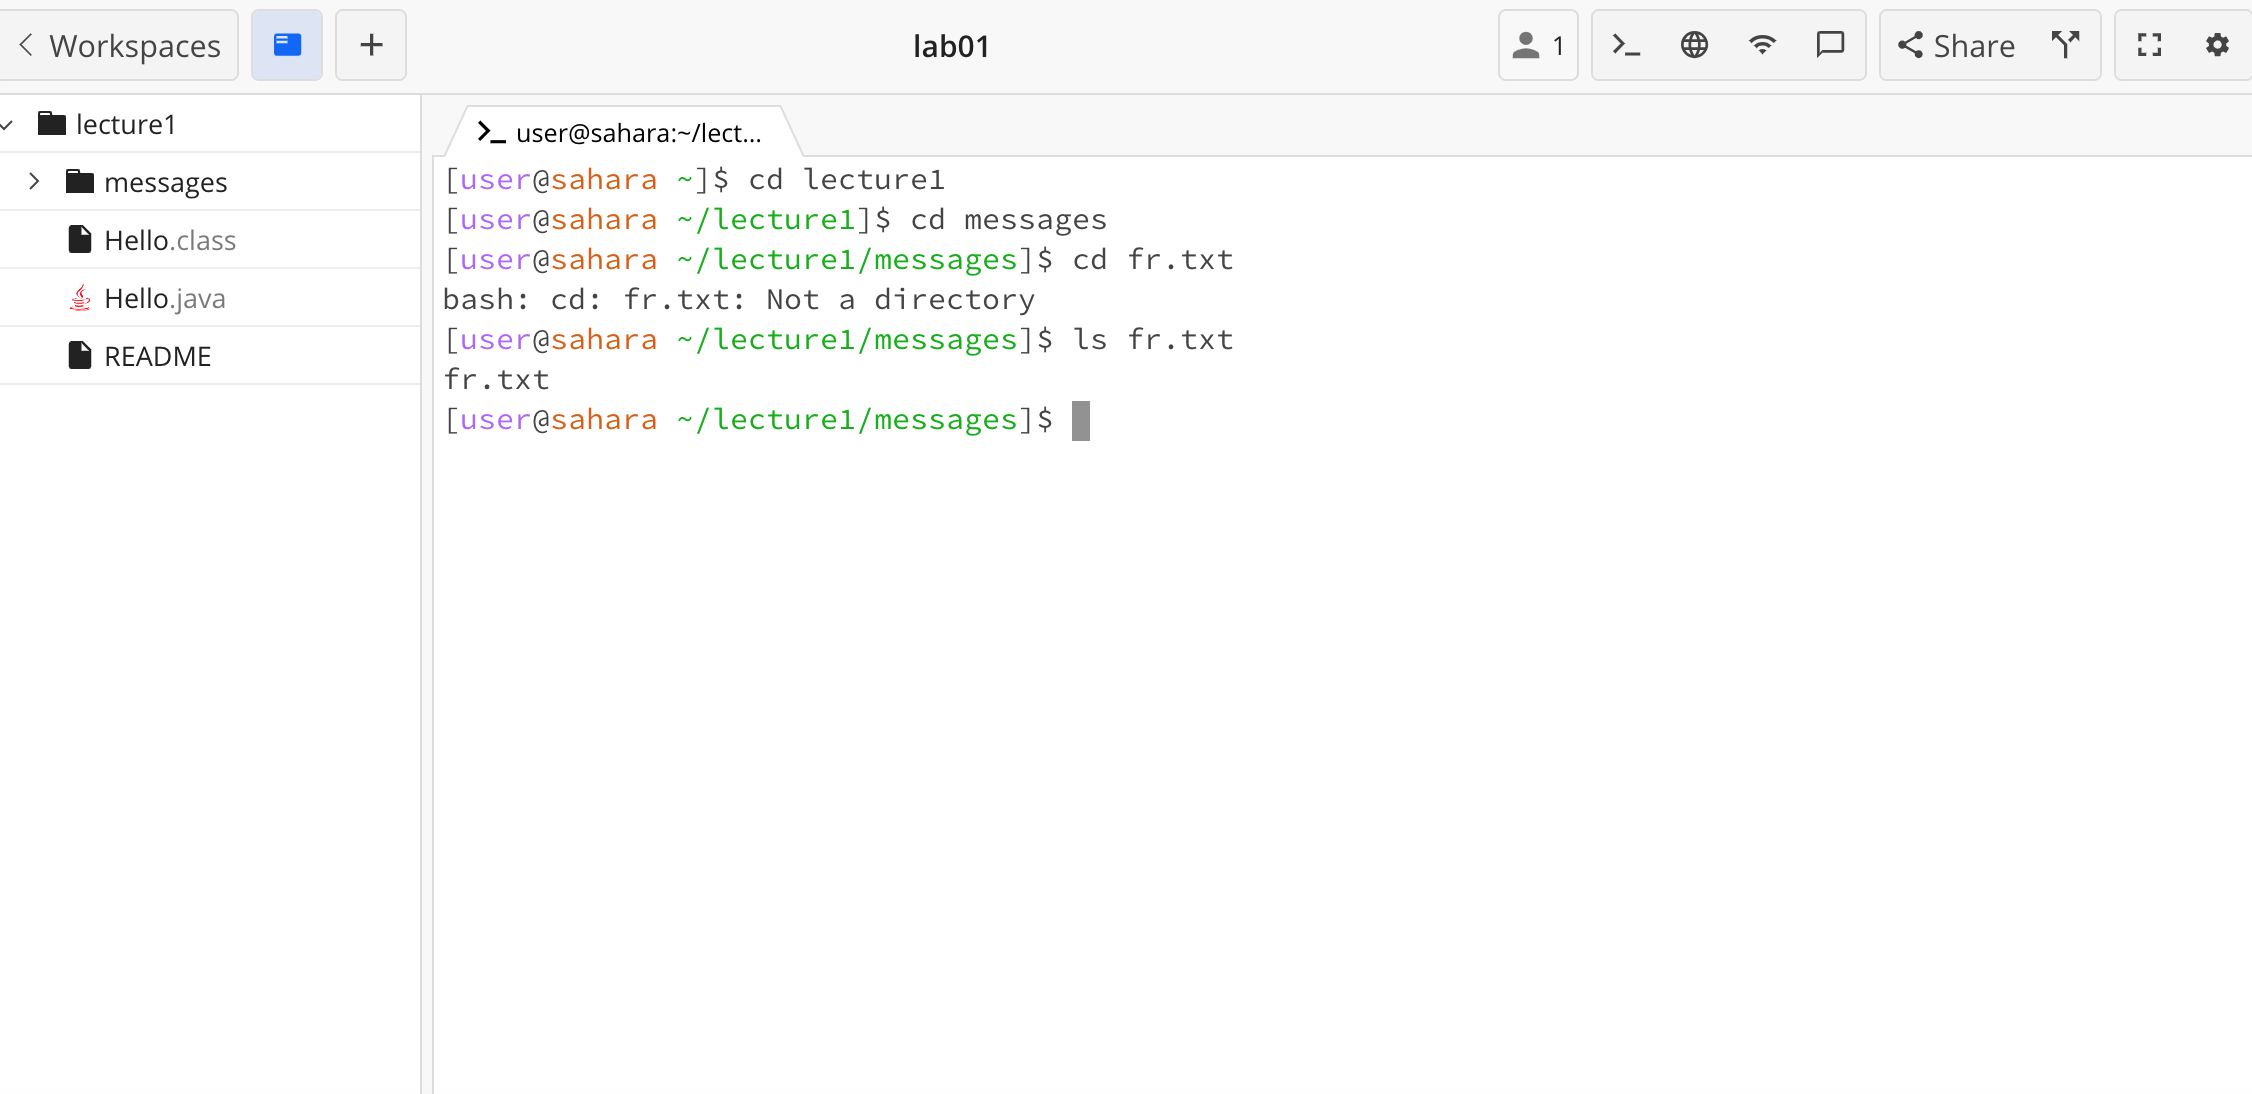 Workspaces
lab01
1
Share
lecture1
messages
Hello.class
Hello.java
README
user@sahara:~/lect...
[user@sahara ~]$ cd lecture1
[user@sahara ~/lecture1]$ cd messages
[user@sahara ~/lecture1/messages]$ cd fr.txt
bash: cd: fr.txt: Not a directory
[user@sahara ~/lecture1/messages]$ ls fr.txt
fr.txt
[user@sahara ~/lecture1/messages]$